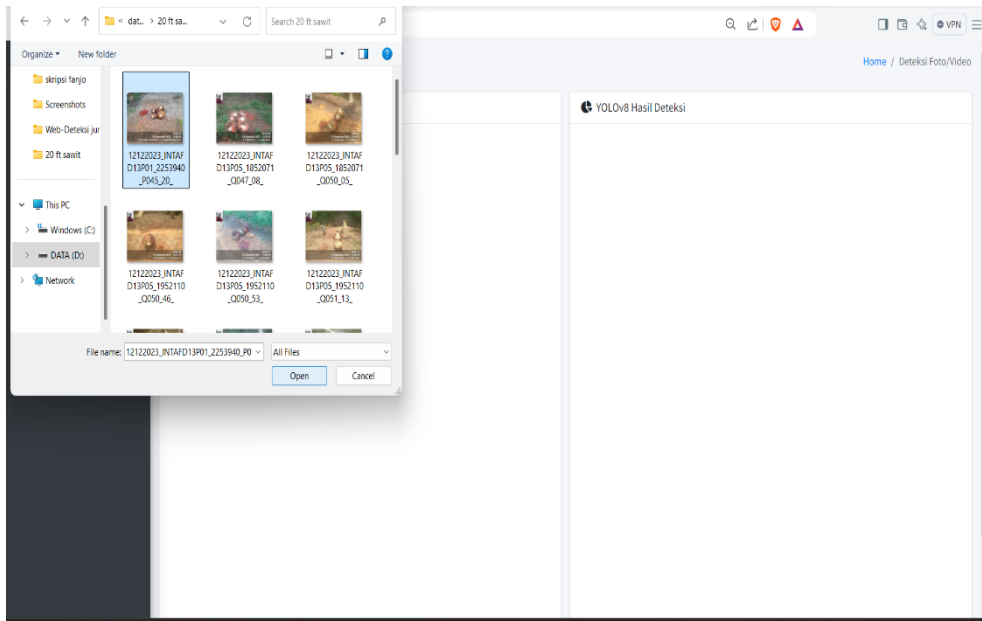 « dat... > 20 ft sa...
Search 20 ft sawit
VPN
Organize
New folder
Home / Deteksi Foto/Video
skripsi fanjo
Screenshots
Web-Deteksi jur
20 ft sawit
This PC
Windows (C:)
DATA (D:)
Network
12122023_INTAF
D13P01_2253940
_P045_20_
12122023_INTAF
D13P05_1852071
_Q047_08_
12122023_INTAF
D13P05_1852071
_Q050_05_
12122023_INTAF
D13P05_1952110
_Q050_46_
12122023_INTAF
D13P05_1952110
_Q050_53_
12122023_INTAF
D13P05_1952110
_Q051_13_
File name: 12122023_INTAFD13P01_2253940_P0
All Files
Open
Cancel
YOLOv8 Hasil Deteksi